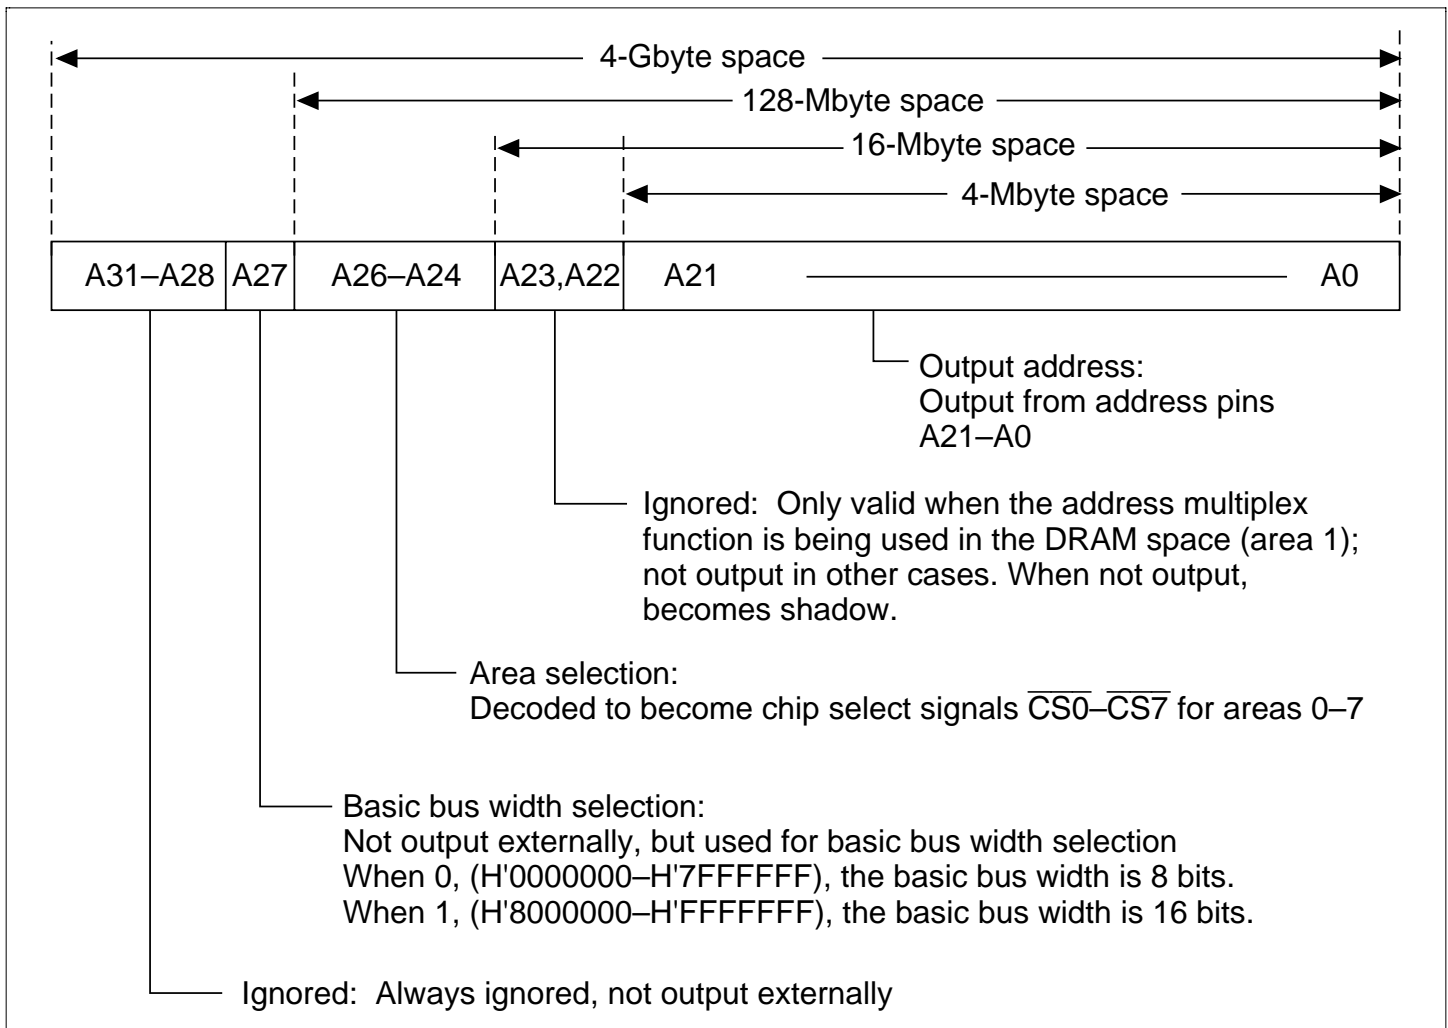 4-Gbyte space
128-Mbyte space
16-Mbyte space
4-Mbyte space
A31–A28 A27 A26–A24 A23,A22 A21 A0
Output address:
Output from address pins
A21–A0
Ignored: Only valid when the address multiplex
function is being used in the DRAM space (area 1);
not output in other cases. When not output,
becomes shadow.
Area selection:
Decoded to become chip select signals C̅S̅0̅–C̅S̅7̅ for areas 0–7
Basic bus width selection:
Not output externally, but used for basic bus width selection
When 0, (H'0000000–H'7FFFFFF), the basic bus width is 8 bits.
When 1, (H'8000000–H'FFFFFFF), the basic bus width is 16 bits.
Ignored: Always ignored, not output externally